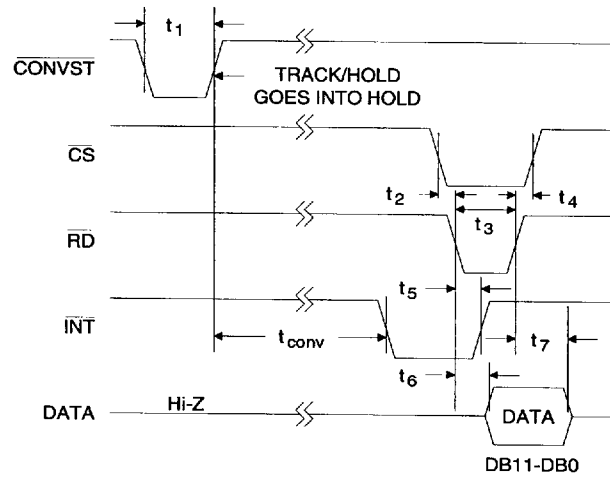 t1
CONVST
TRACK/HOLD
GOES INTO HOLD
CS
t2
t3
t4
RD
t5
INT
tconv
t7
t6
Hi-Z
DATA
DATA
DB11-DB0